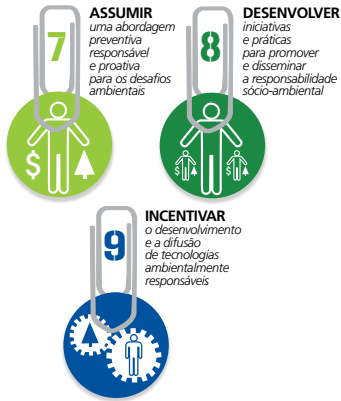 7
ASSUMIR
uma abordagem
preventiva
responsável
e proativa
para os desafios
ambientais
$
8
DESENVOLVER
iniciativas
e práticas
para promover
e disseminar
a responsabilidade
sócio-ambiental
$
$
9
INCENTIVAR
o desenvolvimento
e a difusão
de tecnologias
ambientalmente
responsáveis